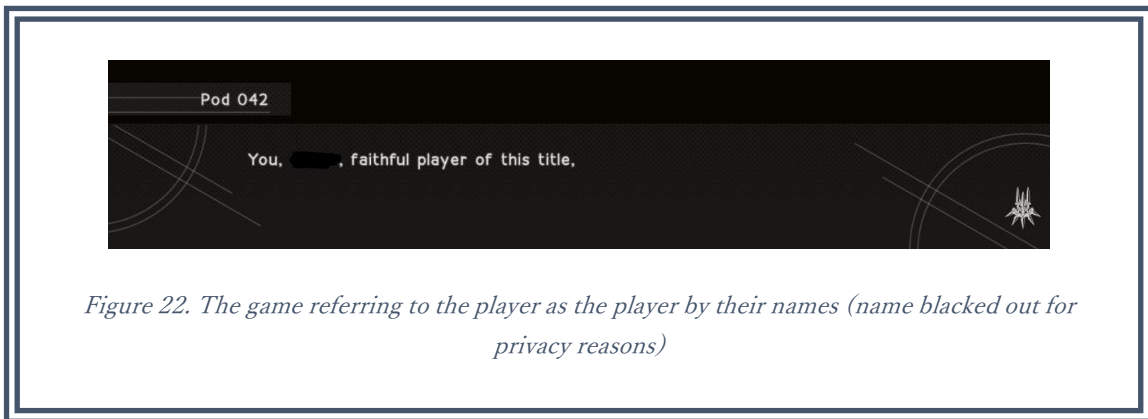 Pod 042
You, , faithful player of this title,
Figure 22. The game referring to the player as the player by their names (name blacked out for
privacy reasons)